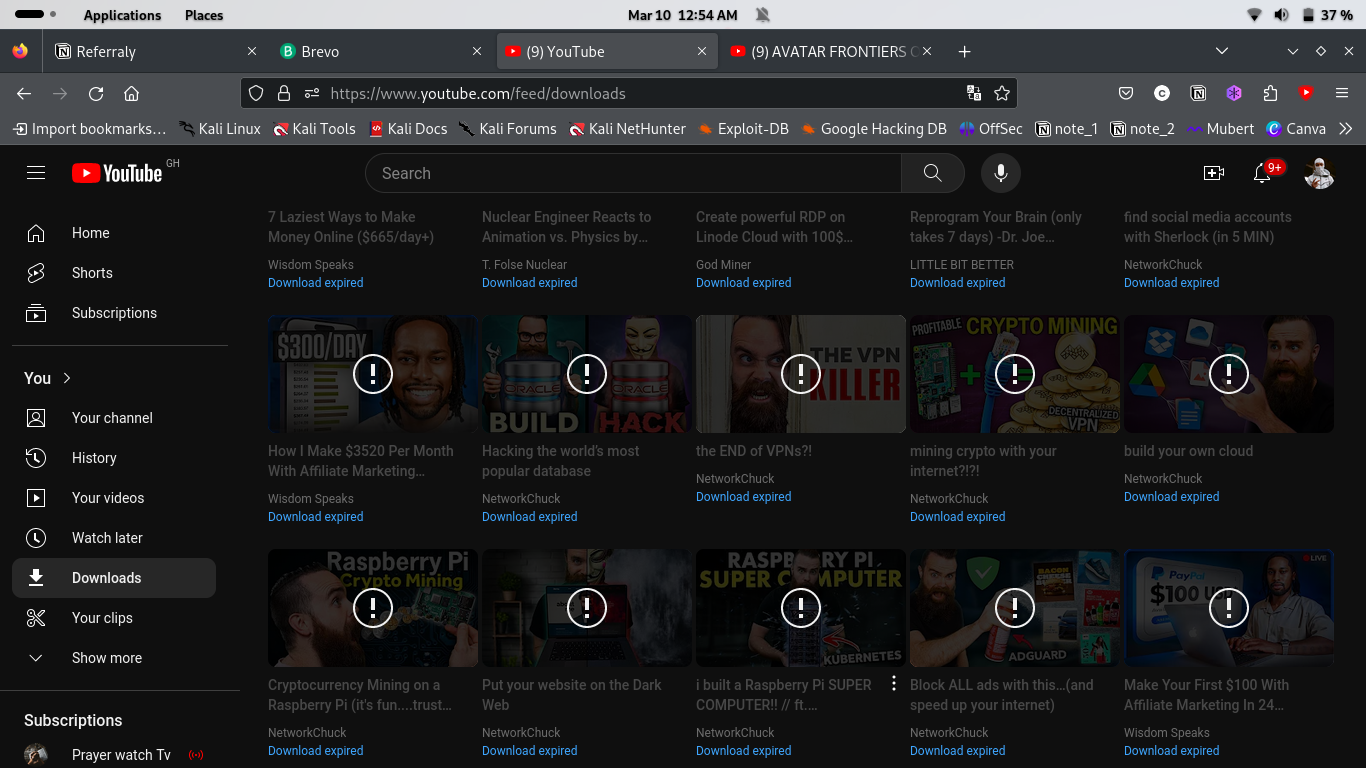 Applications Places Mar 10 12:54 AM 37 %
Referraly Brevo (9) YouTube (9) AVATAR FRONTIERS
https://www.youtube.com/feed/downloads
Import bookmarks… Kali Linux Kali Tools Kali Docs Kali Forums Kali NetHunter Exploit-DB Google Hacking DB OffSec note_1 note_2 Mubert Canva
YouTube GH Search 9+
Home
Shorts
Subscriptions
You
Your channel
History
Your videos
Watch later
Downloads
Your clips
Show more
Subscriptions
Prayer watch Tv
7 Laziest Ways to Make
Money Online ($665/day+)
Wisdom Speaks
Download expired
Nuclear Engineer Reacts to
Animation vs. Physics by…
T. Folse Nuclear
Download expired
Create powerful RDP on
Linode Cloud with 100$…
God Miner
Download expired
Reprogram Your Brain (only
takes 7 days) -Dr. Joe…
LITTLE BIT BETTER
Download expired
find social media accounts
with Sherlock (in 5 MIN)
NetworkChuck
Download expired
$300/DAY
How I Make $3520 Per Month
With Affiliate Marketing…
Wisdom Speaks
Download expired
ORACLE ORACLE
BUILD HACK
Hacking the world's most
popular database
NetworkChuck
Download expired
THE VPN
KILLER
the END of VPNs?!
NetworkChuck
Download expired
PROFITABLE
CRYPTO MINING
DECENTRALIZED
VPN
mining crypto with your
internet?!?!
NetworkChuck
Download expired
build your own cloud
NetworkChuck
Download expired
Raspberry Pi
Crypto Mining
Cryptocurrency Mining on a
Raspberry Pi (it's fun....trust…
NetworkChuck
Download expired
Put your website on the Dark
Web
NetworkChuck
Download expired
RASPBERRY PI
SUPER COMPUTER
KUBERNETES
i built a Raspberry Pi SUPER
COMPUTER!! // ft.…
NetworkChuck
Download expired
BACON
CHEESE
ADGUARD
Block ALL ads with this…(and
speed up your internet)
NetworkChuck
Download expired
LIVE
PayPal
$100 USD
Make Your First $100 With
Affiliate Marketing In 24…
Wisdom Speaks
Download expired